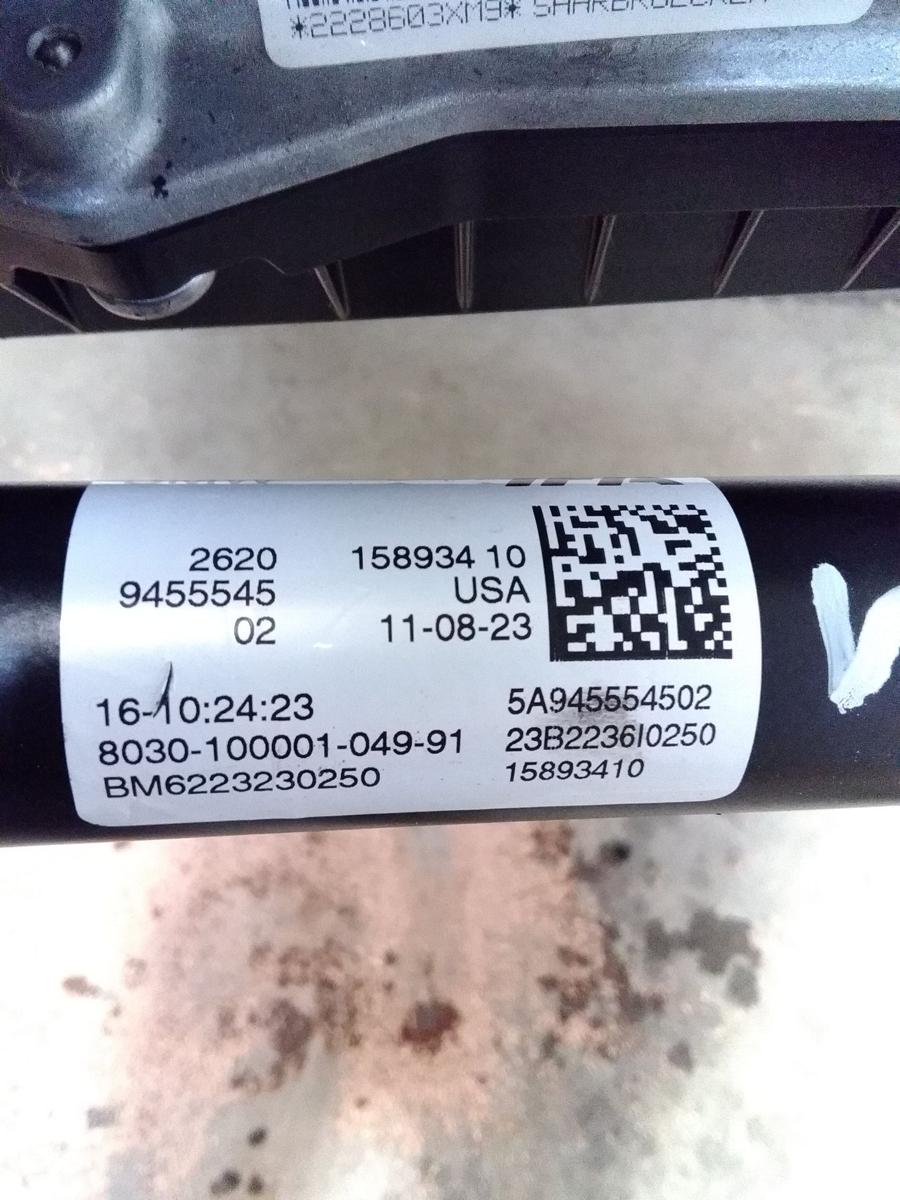 *2228603XM9*
2620 158934 10
9455545 USA
02 11-08-23
16-10:24:23 5A945554502
8030-100001-049-91 23B2236I0250
BM6223230250 15893410